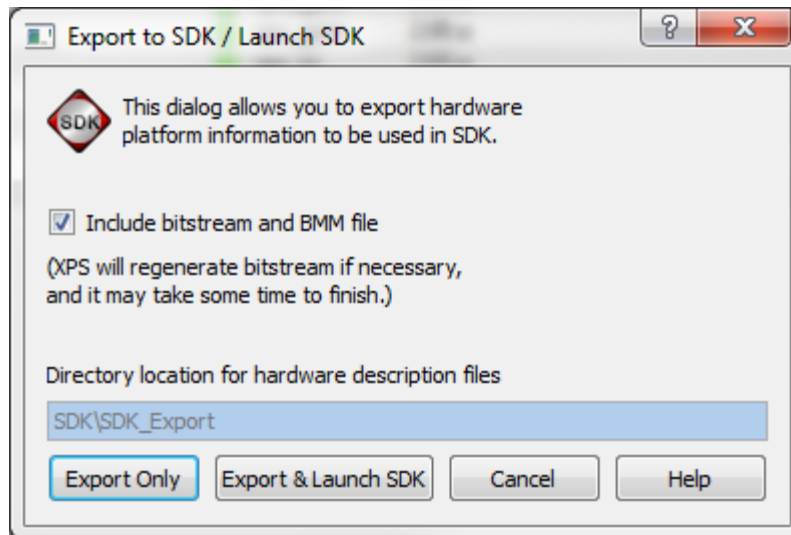 Export to SDK / Launch SDK
SDK
This dialog allows you to export hardware
platform information to be used in SDK.
Include bitstream and BMM file
(XPS will regenerate bitstream if necessary,
and it may take some time to finish.)
Directory location for hardware description files
SDK\SDK_Export
Export Only Export & Launch SDK Cancel Help